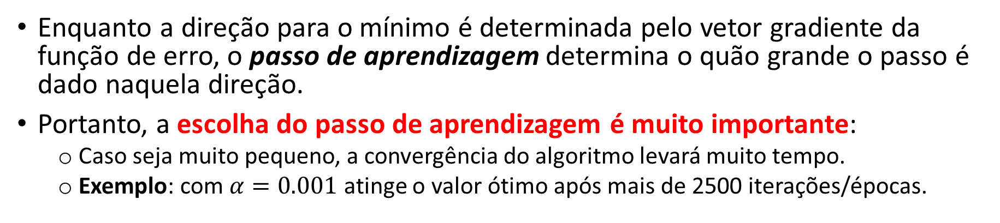 • Enquanto a direção para o mínimo é determinada pelo vetor gradiente da
função de erro, o passo de aprendizagem determina o quão grande o passo é
dado naquela direção.
• Portanto, a escolha do passo de aprendizagem é muito importante:
o Caso seja muito pequeno, a convergência do algoritmo levará muito tempo.
o Exemplo: com α = 0.001 atinge o valor ótimo após mais de 2500 iterações/épocas.